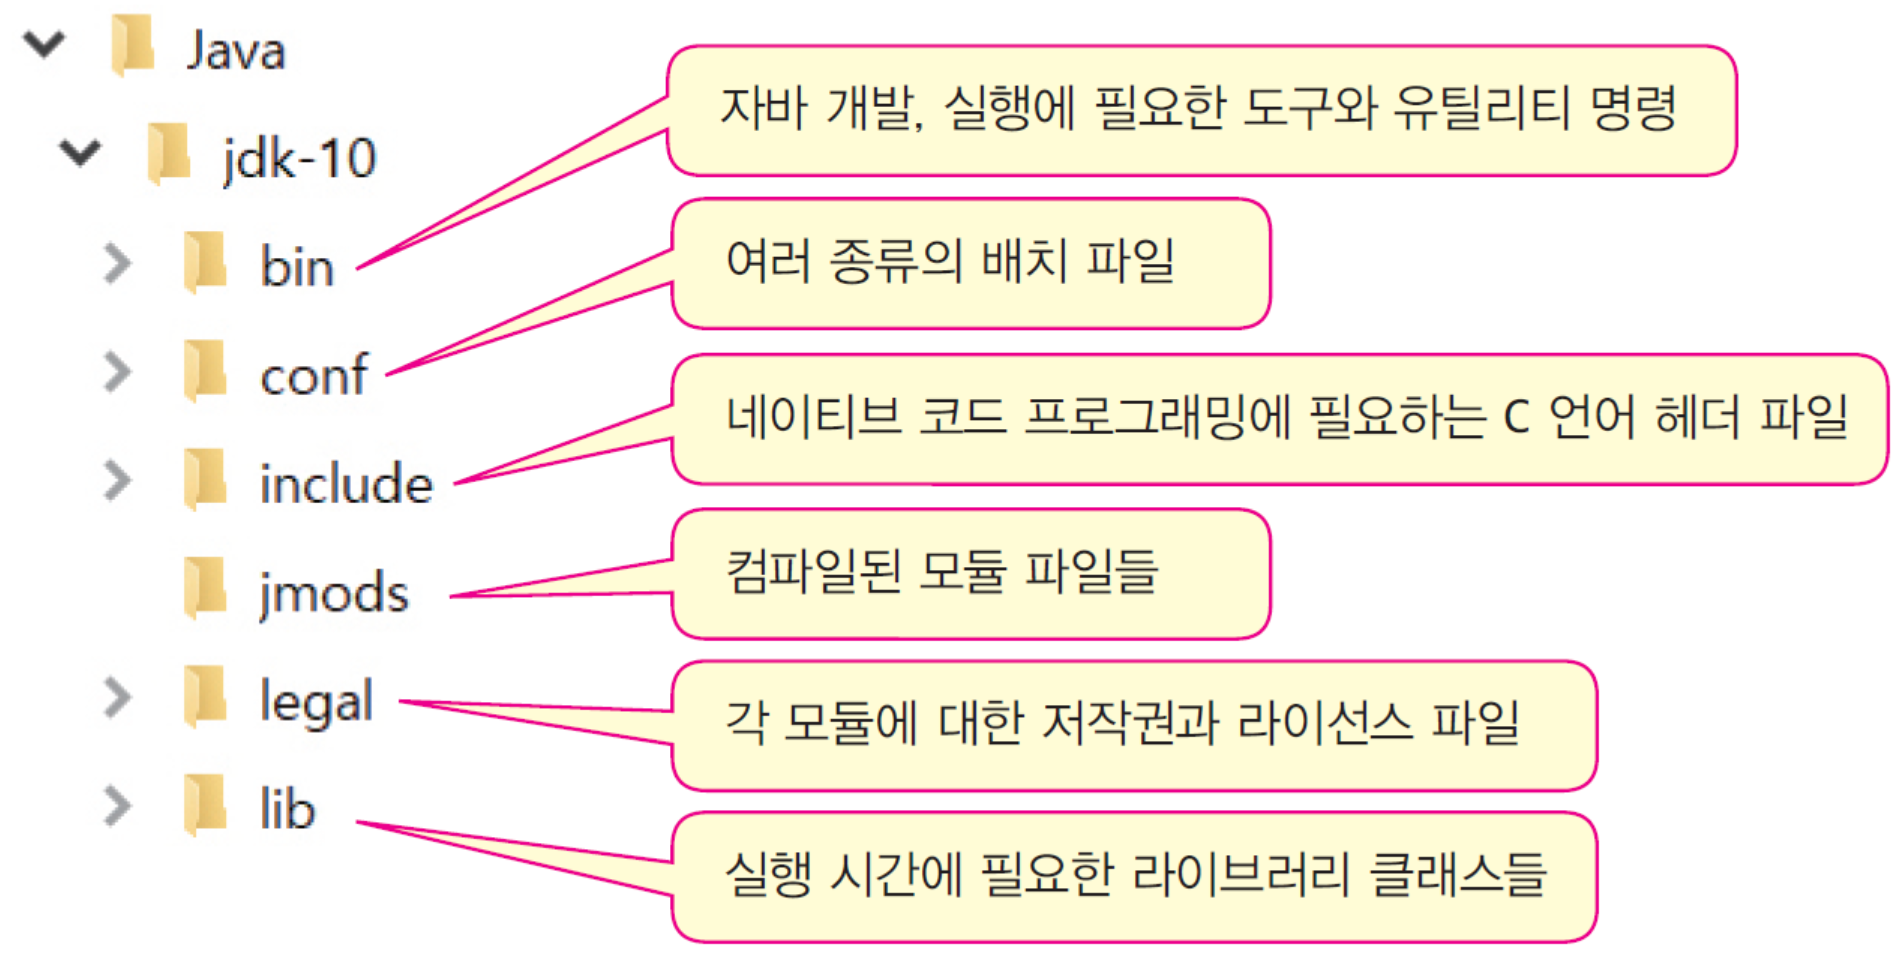 Java
jdk-10
bin
자바 개발, 실행에 필요한 도구와 유틸리티 명령
conf
여러 종류의 배치 파일
include
네이티브 코드 프로그래밍에 필요하는 C 언어 헤더 파일
jmods
컴파일된 모듈 파일들
legal
각 모듈에 대한 저작권과 라이선스 파일
lib
실행 시간에 필요한 라이브러리 클래스들